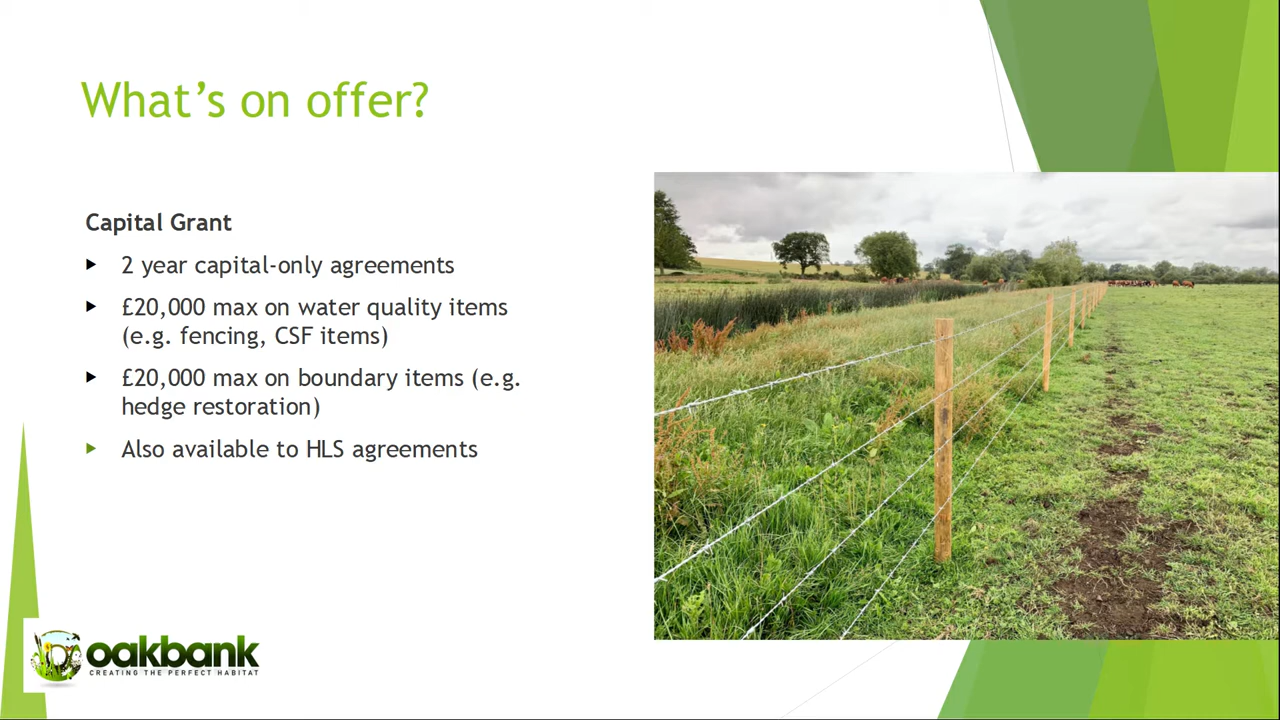 What's on offer?
Capital Grant
2 year capital-only agreements
£20,000 max on water quality items
(e.g. fencing, CSF items)
£20,000 max on boundary items (e.g.
hedge restoration)
Also available to HLS agreements
oakbank
CREATING THE PERFECT HABITAT